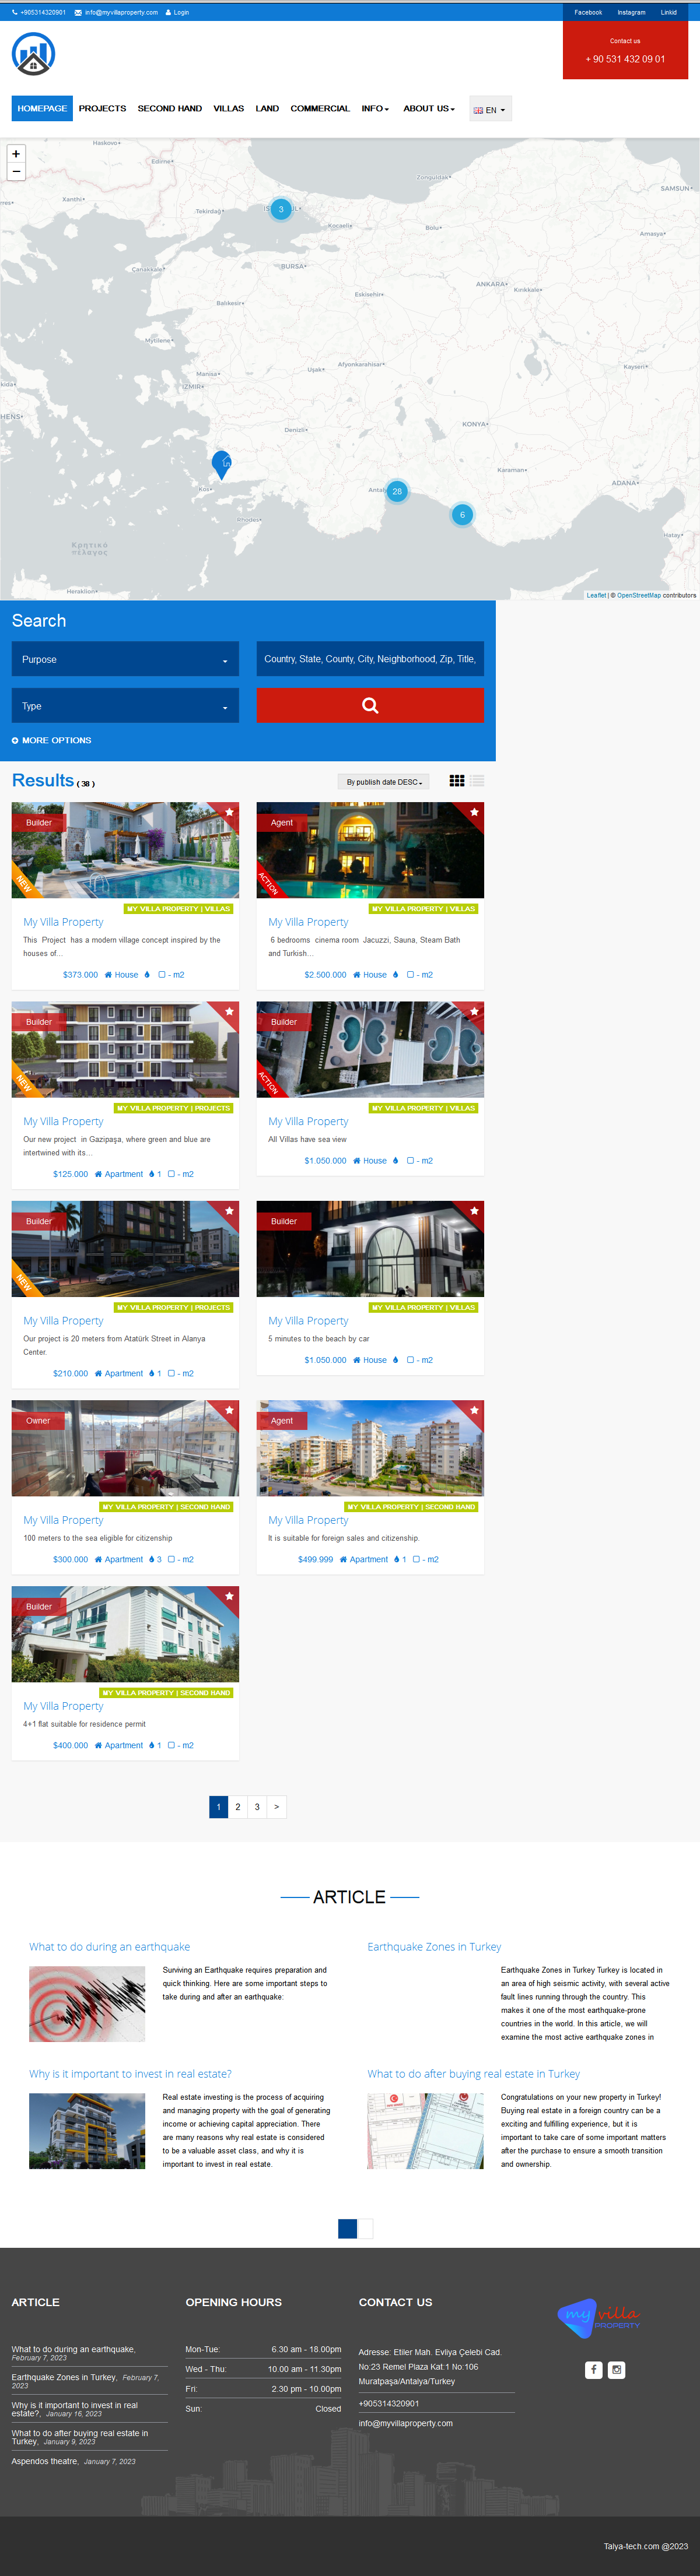 +905314320901 info@myvillaproperty.com Login
Facebook Instagram Linkid
Contact us
+ 90 531 432 09 01
HOMEPAGE PROJECTS SECOND HAND VILLAS LAND COMMERCIAL INFO ABOUT US EN
+
−
Haskovo
Edirne
Zonguldak
SAMSUN
Xanthi
Tekirdağ
3
Kocaeli
Bolu
Amasya
Çanakkale
BURSA
ANKARA
Kırıkkale
Eskişehir
Balıkesir
Mytilene
Manisa
Uşak
Afyonkarahisar
Kayseri
İZMİR
HENS
Denizli
KONYA
Karaman
ADANA
Kos
Antal
28
6
Rhodes
Hatay
Κρητικό
πέλαγος
Heraklion
Leaflet | © OpenStreetMap contributors
Search
Purpose
Country, State, County, City, Neighborhood, Zip, Title,
Type
MORE OPTIONS
Results ( 38 )
By publish date DESC
Builder
NEW
MY VILLA PROPERTY | VILLAS
My Villa Property
This Project has a modern village concept inspired by the
houses of...
$373.000 House - m2
Agent
ACTION
MY VILLA PROPERTY | VILLAS
My Villa Property
6 bedrooms cinema room Jacuzzi, Sauna, Steam Bath
and Turkish...
$2.500.000 House - m2
Builder
NEW
MY VILLA PROPERTY | PROJECTS
My Villa Property
Our new project in Gazipaşa, where green and blue are
intertwined with its...
$125.000 Apartment 1 - m2
Builder
ACTION
MY VILLA PROPERTY | VILLAS
My Villa Property
All Villas have sea view
$1.050.000 House - m2
Builder
NEW
MY VILLA PROPERTY | PROJECTS
My Villa Property
Our project is 20 meters from Atatürk Street in Alanya
Center.
$210.000 Apartment 1 - m2
Builder
MY VILLA PROPERTY | VILLAS
My Villa Property
5 minutes to the beach by car
$1.050.000 House - m2
Owner
MY VILLA PROPERTY | SECOND HAND
My Villa Property
100 meters to the sea eligible for citizenship
$300.000 Apartment 3 - m2
Agent
MY VILLA PROPERTY | SECOND HAND
My Villa Property
It is suitable for foreign sales and citizenship.
$499.999 Apartment 1 - m2
Builder
MY VILLA PROPERTY | SECOND HAND
My Villa Property
4+1 flat suitable for residence permit
$400.000 Apartment 1 - m2
1 2 3 >
ARTICLE
What to do during an earthquake
Surviving an Earthquake requires preparation and
quick thinking. Here are some important steps to
take during and after an earthquake:
Earthquake Zones in Turkey
Earthquake Zones in Turkey Turkey is located in
an area of high seismic activity, with several active
fault lines running through the country. This
makes it one of the most earthquake-prone
countries in the world. In this article, we will
examine the most active earthquake zones in
Why is it important to invest in real estate?
Real estate investing is the process of acquiring
and managing property with the goal of generating
income or achieving capital appreciation. There
are many reasons why real estate is considered
to be a valuable asset class, and why it is
important to invest in real estate.
What to do after buying real estate in Turkey
Congratulations on your new property in Turkey!
Buying real estate in a foreign country can be a
exciting and fulfilling experience, but it is
important to take care of some important matters
after the purchase to ensure a smooth transition
and ownership.
ARTICLE
What to do during an earthquake,
February 7, 2023
Earthquake Zones in Turkey, February 7,
2023
Why is it important to invest in real
estate?, January 16, 2023
What to do after buying real estate in
Turkey, January 9, 2023
Aspendos theatre, January 7, 2023
OPENING HOURS
Mon-Tue: 6.30 am - 18.00pm
Wed - Thu: 10.00 am - 11.30pm
Fri: 2.30 pm - 10.00pm
Sun: Closed
CONTACT US
Adresse: Etiler Mah. Evliya Çelebi Cad.
No:23 Remel Plaza Kat:1 No:106
Muratpaşa/Antalya/Turkey
+905314320901
info@myvillaproperty.com
my villa
PROPERTY
Talya-tech.com @2023